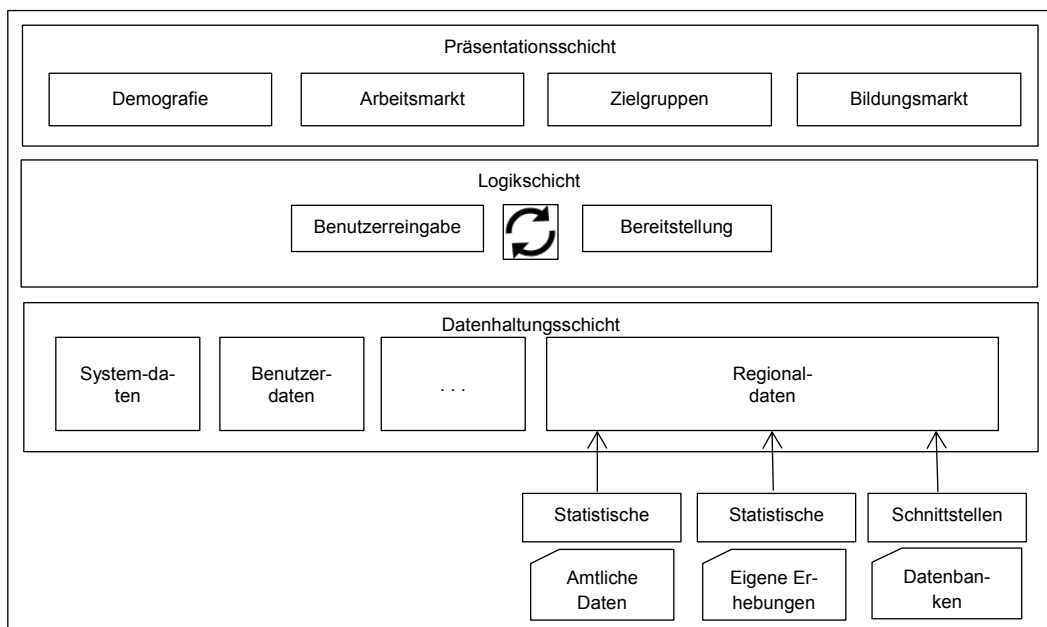 Präsentationsschicht
Demografie
Arbeitsmarkt
Zielgruppen
Bildungsmarkt
Logikschicht
Benutzerreingabe
Bereitstellung
Datenhaltungsschicht
System-da-
ten
Benutzer-
daten
. . .
Regional-
daten
Statistische
Statistische
Schnittstellen
Amtliche
Daten
Eigene Er-
hebungen
Datenban-
ken